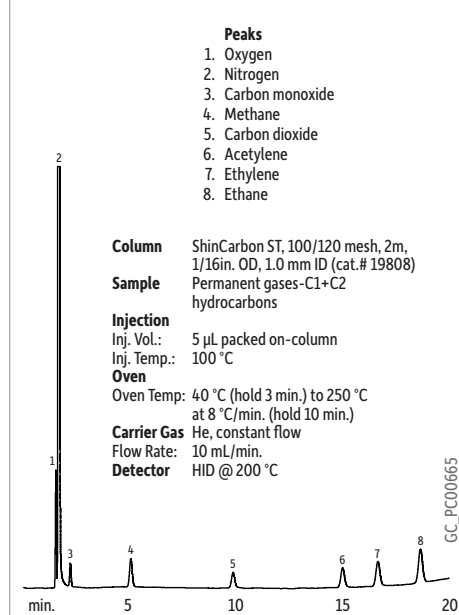 Peaks
1. Oxygen
2. Nitrogen
3. Carbon monoxide
4. Methane
5. Carbon dioxide
6. Acetylene
7. Ethylene
8. Ethane
2
Column ShinCarbon ST, 100/120 mesh, 2m,
1/16in. OD, 1.0 mm ID (cat.# 19808)
Sample Permanent gases-C1+C2
hydrocarbons
Injection
Inj. Vol.: 5 µL packed on-column
Inj. Temp.: 100 °C
Oven
Oven Temp: 40 °C (hold 3 min.) to 250 °C
at 8 °C/min. (hold 10 min.)
Carrier Gas He, constant flow
Flow Rate: 10 mL/min.
Detector HID @ 200 °C
GC_PC00665
1
3
4
5
6
7
8
min. 5 10 15 20